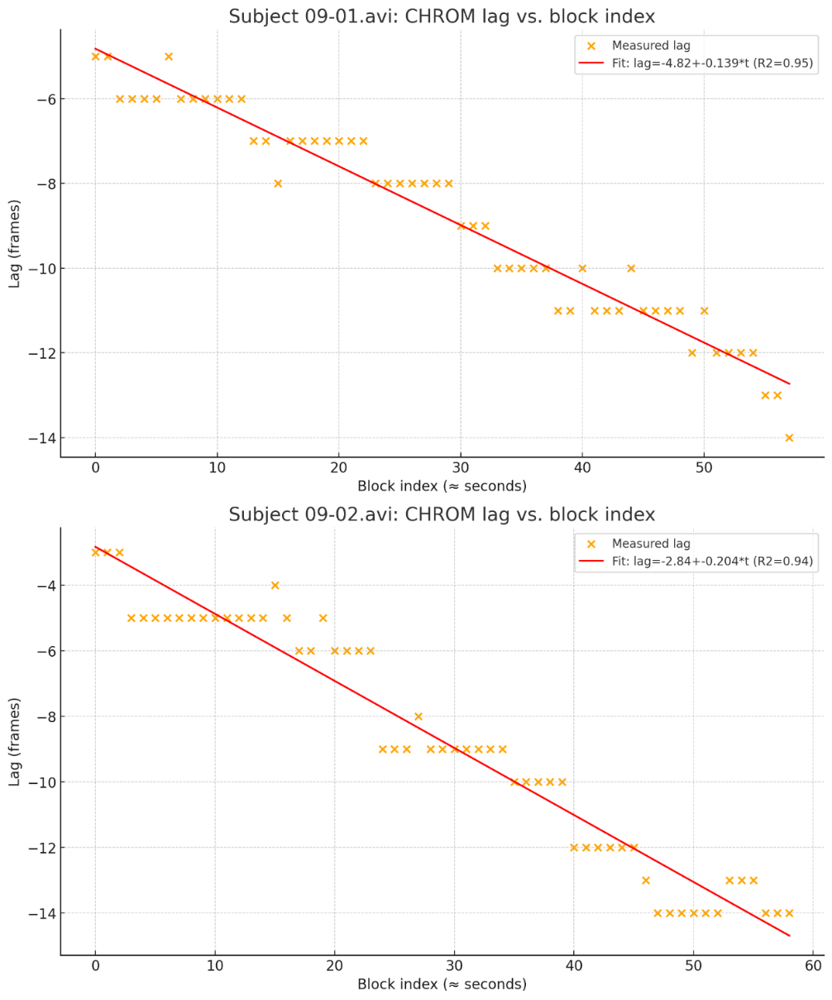 Subject 09-01.avi: CHROM lag vs. block index
Measured lag
Fit: lag=-4.82+-0.139*t (R2=0.95)
Lag (frames)
−6
−8
−10
−12
−14
0 10 20 30 40 50
Block index (≈ seconds)
Subject 09-02.avi: CHROM lag vs. block index
Measured lag
Fit: lag=-2.84+-0.204*t (R2=0.94)
Lag (frames)
−4
−6
−8
−10
−12
−14
0 10 20 30 40 50 60
Block index (≈ seconds)